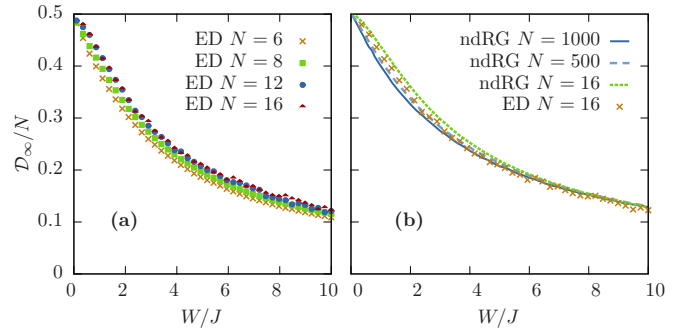 0.5
0.4
0.3
0.2
0.1
0
𝒟∞/N
ED N = 6
ED N = 8
ED N = 12
ED N = 16
(a)
0 2 4 6 8 10
W/J
ndRG N = 1000
ndRG N = 500
ndRG N = 16
ED N = 16
(b)
0 2 4 6 8 10
W/J